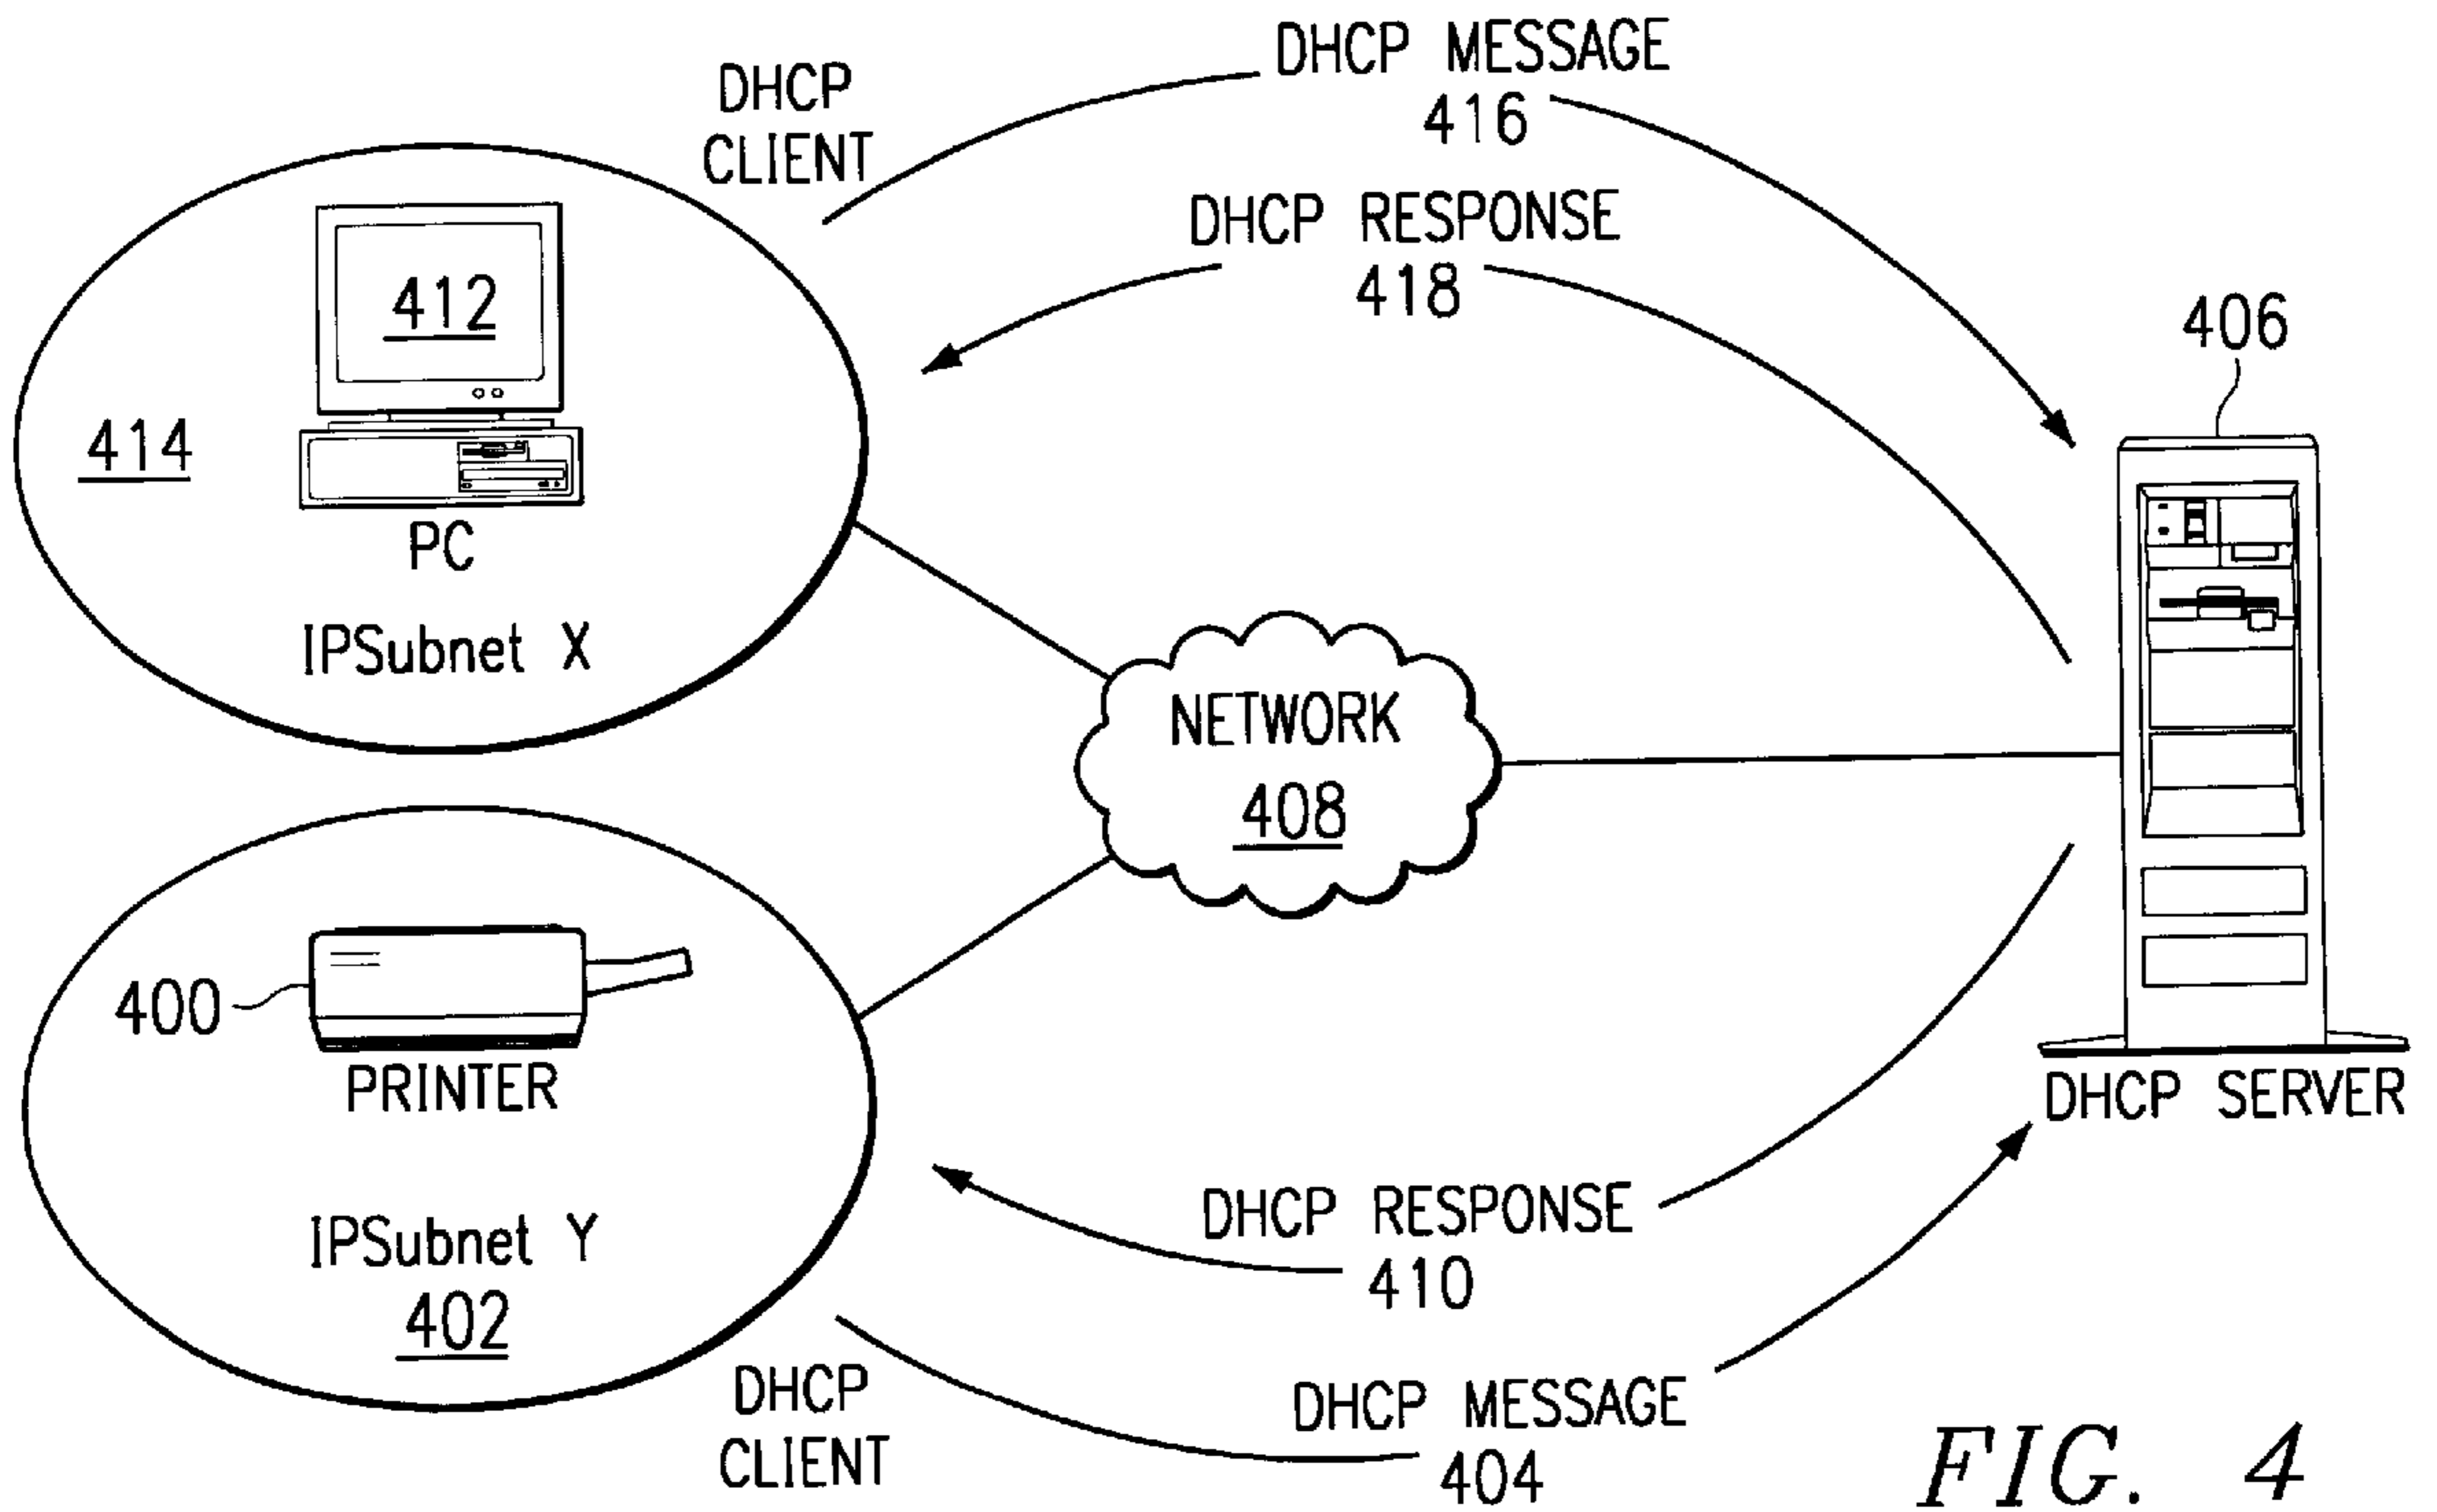 DHCP
CLIENT
DHCP MESSAGE
416
DHCP RESPONSE
418
412
414
PC
IPSubnet X
406
NETWORK
408
400
PRINTER
IPSubnet Y
402
DHCP SERVER
DHCP RESPONSE
410
DHCP
CLIENT
DHCP MESSAGE
404
FIG. 4